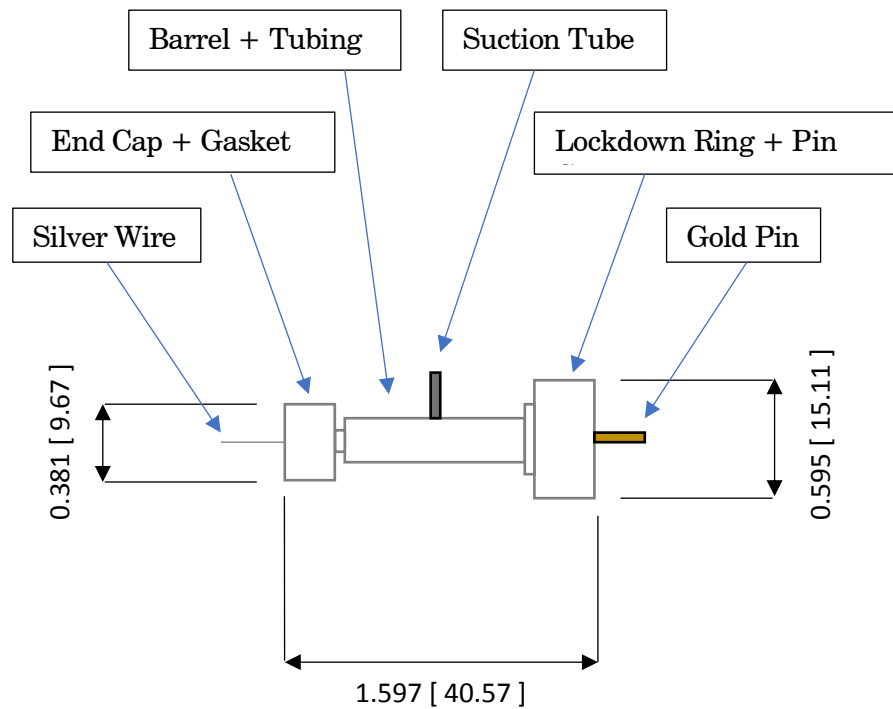 Barrel + Tubing
Suction Tube
End Cap + Gasket
Lockdown Ring + Pin
Silver Wire
Gold Pin
0.381 [ 9.67 ]
0.595 [ 15.11 ]
1.597 [ 40.57 ]